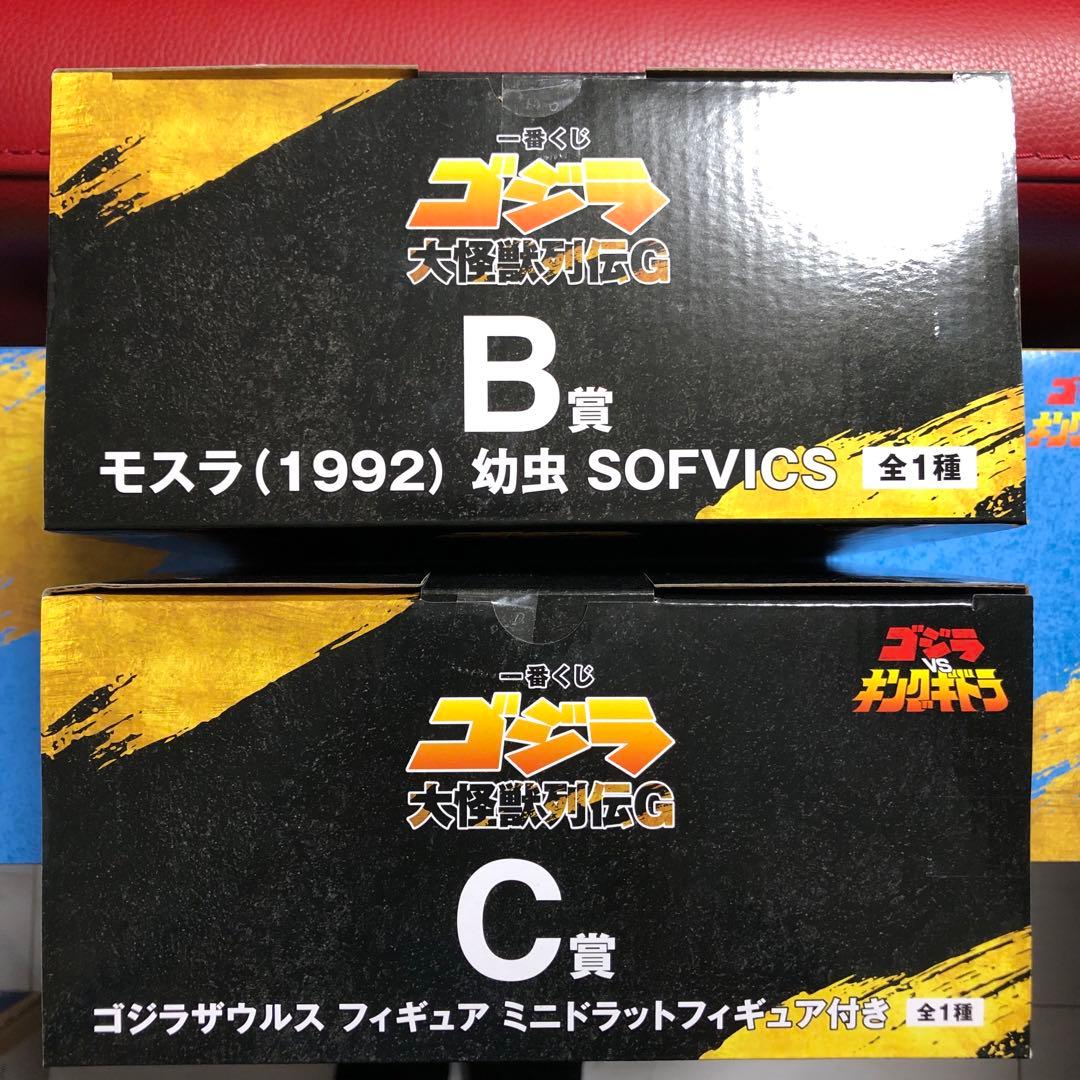 一番くじ
ゴジラ
大怪獣列伝G
B賞
モスラ(1992) 幼虫 SOFVICS 全1種
一番くじ
ゴジラ
大怪獣列伝G
ゴジラ
VS
キングギドラ
C賞
ゴジラザウルス フィギュア ミニドラットフィギュア付き 全1種